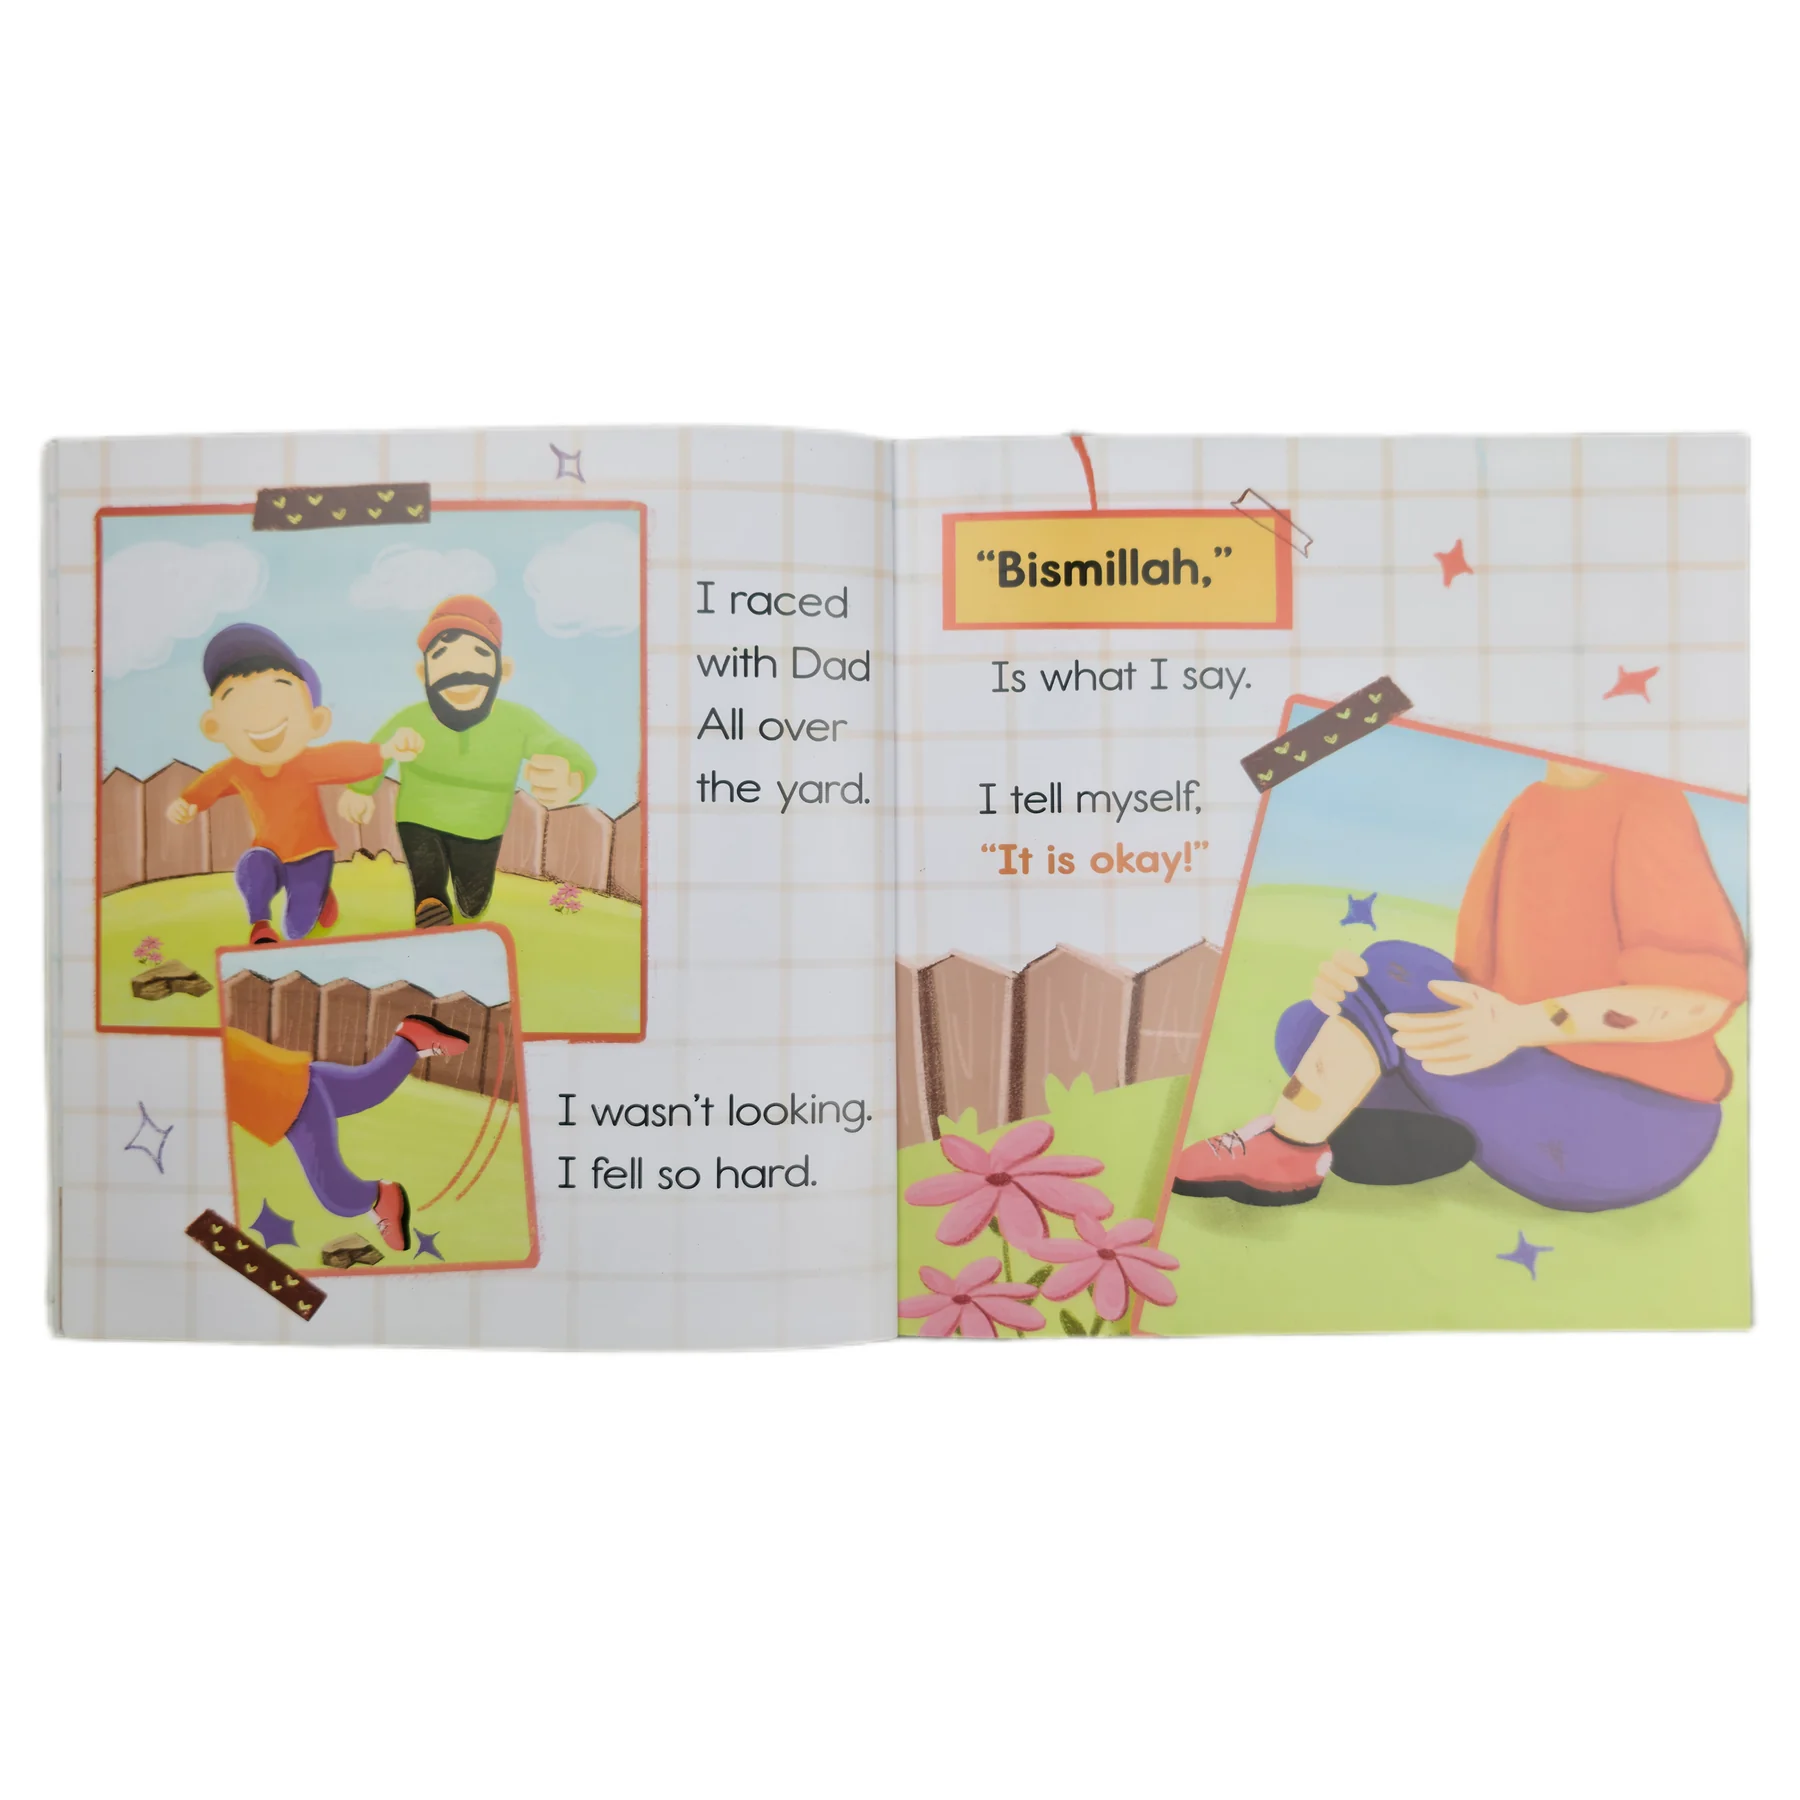 I raced
with Dad
All over
the yard.
I wasn't looking.
I fell so hard.
“Bismillah,”
Is what I say.
I tell myself,
“It is okay!”